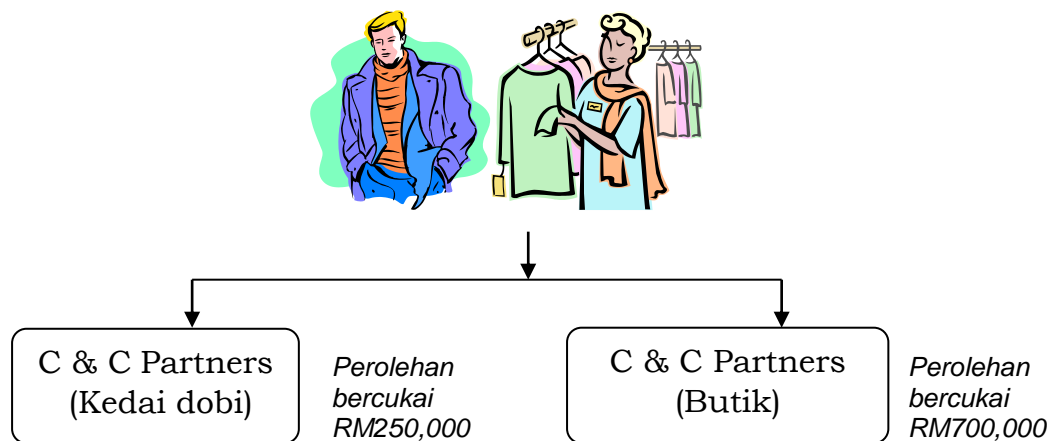 C & C Partners
(Kedai dobi)
Perolehan
bercukai
RM250,000
C & C Partners
(Butik)
Perolehan
bercukai
RM700,000